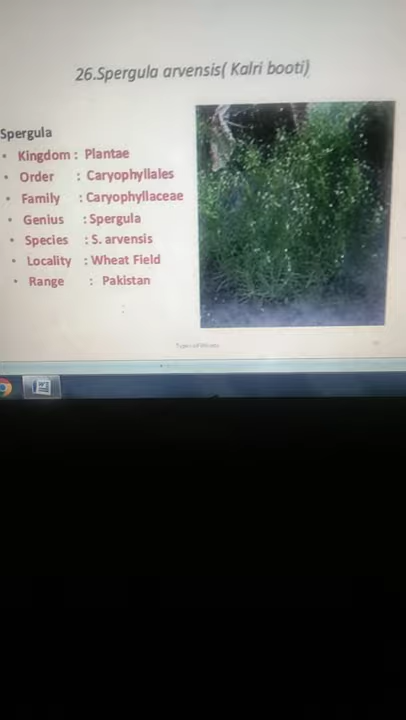 26.Spergula arvensis( Kalri booti)
Spergula
• Kingdom : Plantae
• Order : Caryophyllales
• Family : Caryophyllaceae
• Genius : Spergula
• Species : S. arvensis
• Locality : Wheat Field
• Range : Pakistan